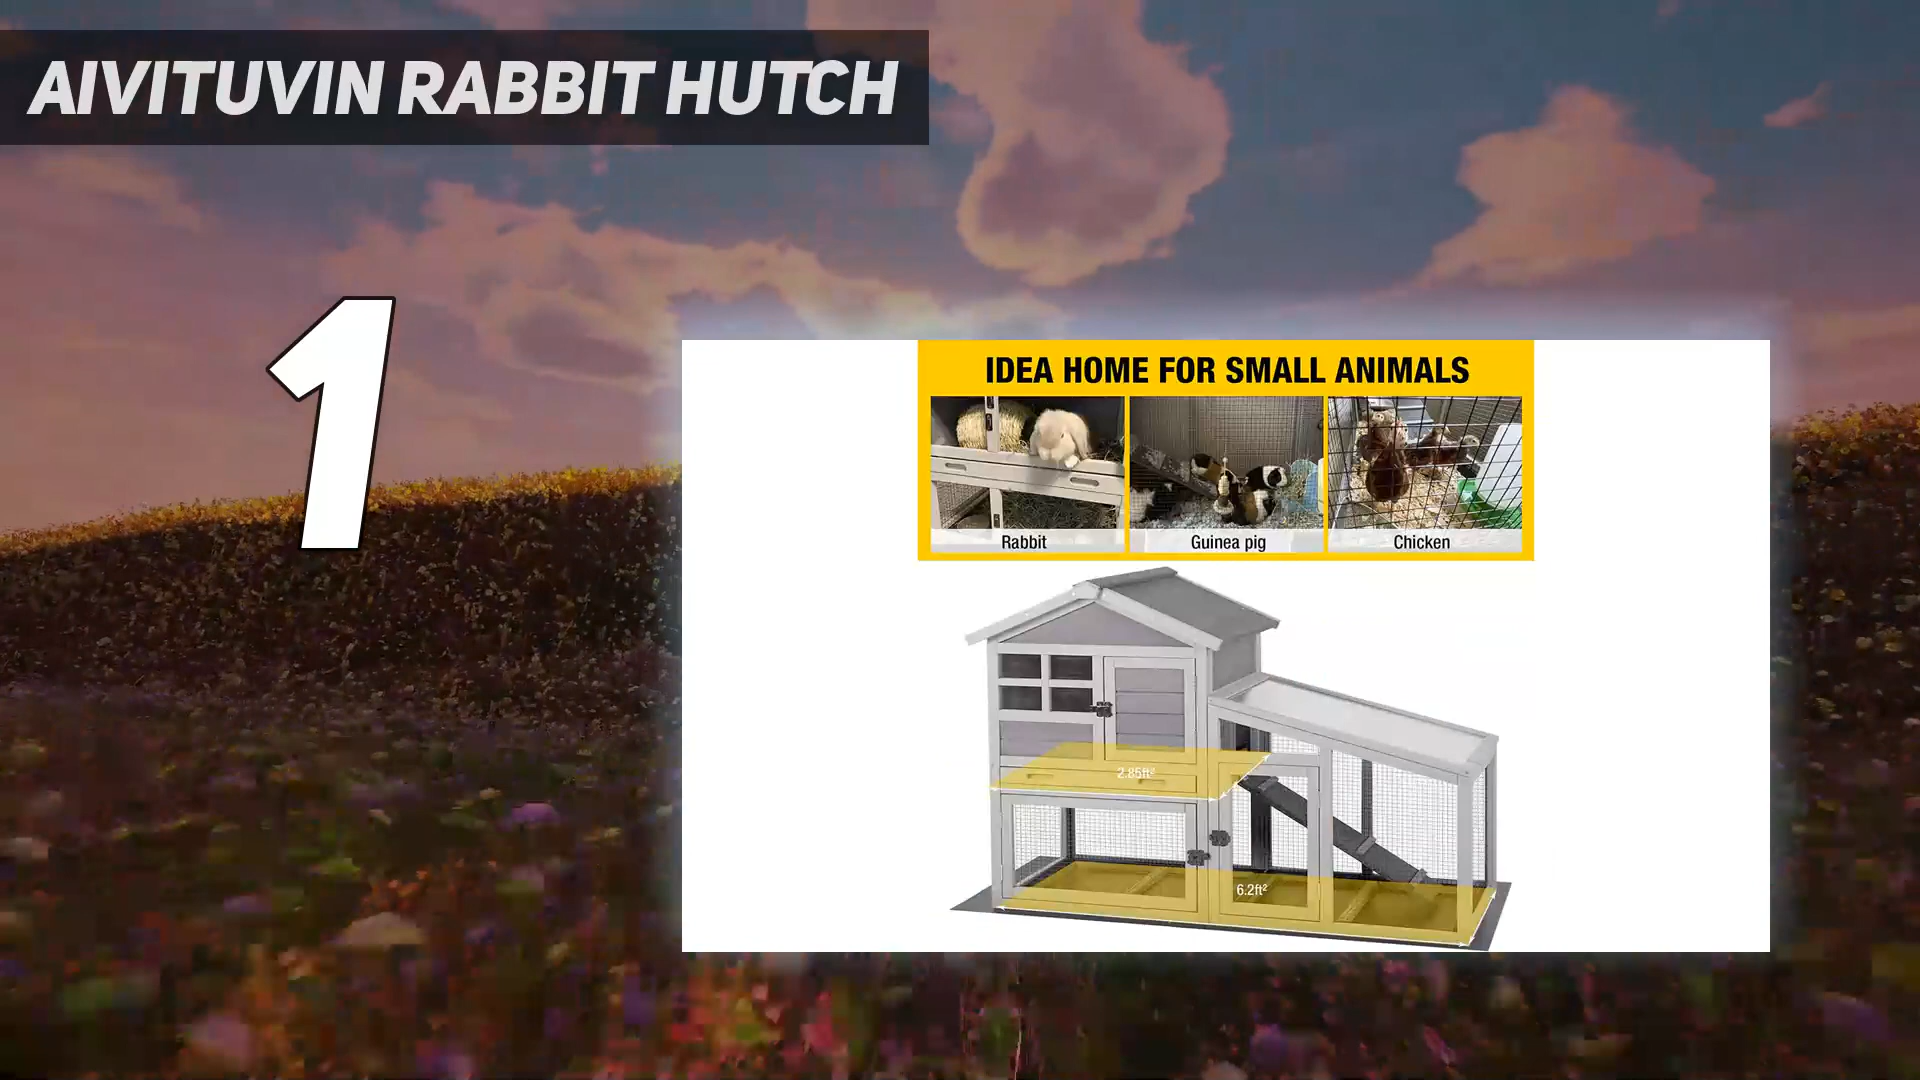 AIVITUVIN RABBIT HUTCH
1
IDEA HOME FOR SMALL ANIMALS
Rabbit
Guinea pig
Chicken
2.85ft²
6.2ft²